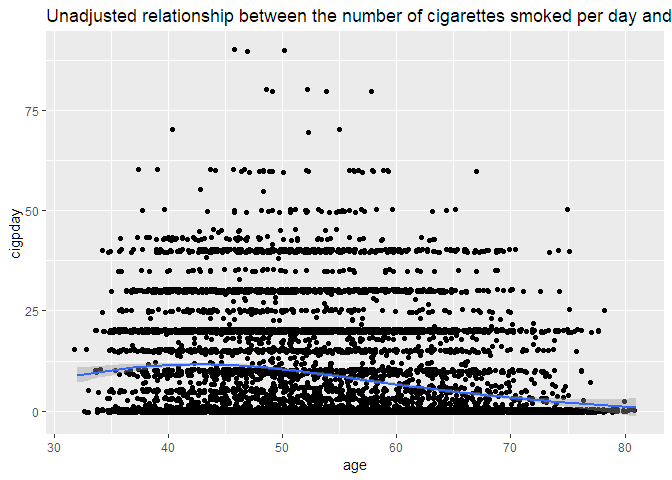 Unadjusted relationship between the number of cigarettes smoked per day and
75
50
25
0
cigpday
30 40 50 60 70 80
age